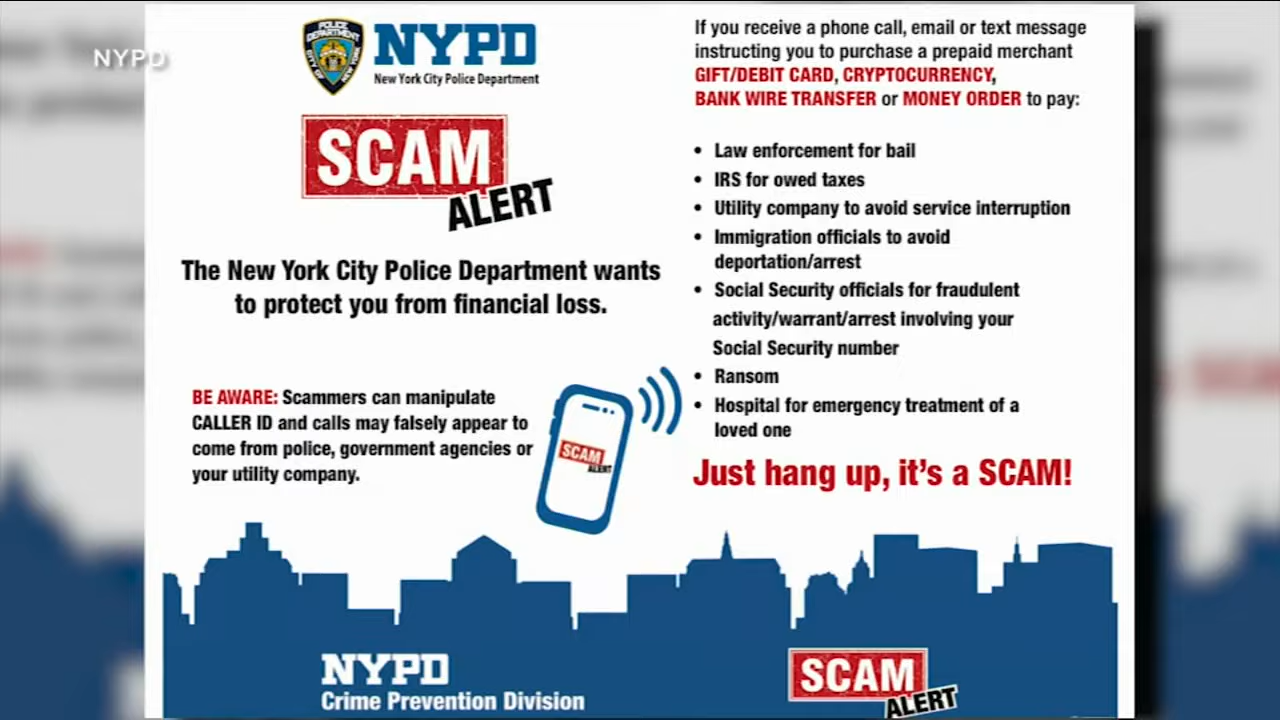 NYPD
POLICE
DEPARTMENT
CITY OF
NEW YORK
NYPD
New York City Police Department
SCAM
ALERT
The New York City Police Department wants
to protect you from financial loss.
BE AWARE: Scammers can manipulate
CALLER ID and calls may falsely appear to
come from police, government agencies or
your utility company.
SCAM
ALERT
If you receive a phone call, email or text message
instructing you to purchase a prepaid merchant
GIFT/DEBIT CARD, CRYPTOCURRENCY,
BANK WIRE TRANSFER or MONEY ORDER to pay:
• Law enforcement for bail
• IRS for owed taxes
• Utility company to avoid service interruption
• Immigration officials to avoid
deportation/arrest
• Social Security officials for fraudulent
activity/warrant/arrest involving your
Social Security number
• Ransom
• Hospital for emergency treatment of a
loved one
Just hang up, it's a SCAM!
NYPD
Crime Prevention Division
SCAM
ALERT